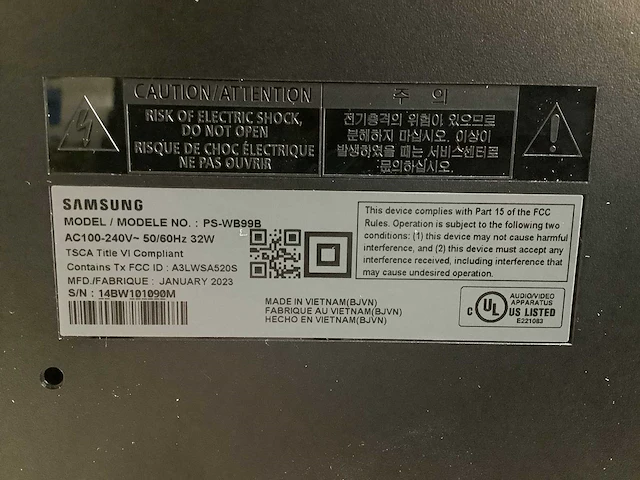 CAUTION/ATTENTION
RISK OF ELECTRIC SHOCK,
DO NOT OPEN
RISQUE DE CHOC ÉLECTRIQUE
NE PAS OUVRIR
주 의
전기충격의 위험이 있으므로
분해하지 마십시오. 이상이
발생하였을 때는 서비스센터로
문의하십시오.
SAMSUNG
MODEL / MODELE NO. : PS-WB99B
AC100-240V~ 50/60Hz 32W
TSCA Title VI Compliant
Contains Tx FCC ID : A3LWSA520S
MFD./FABRIQUE : JANUARY 2023
S/N : 14BW101090M
MADE IN VIETNAM(BJVN)
FABRIQUE AU VIETNAM(BJVN)
HECHO EN VIETNAM(BJVN)
This device complies with Part 15 of the FCC
Rules. Operation is subject to the following two
conditions: (1) this device may not cause harmful
interference, and (2) this device must accept any
interference received, including interference that
may cause undesired operation.
C UL US LISTED
AUDIO/VIDEO
APPARATUS
E221083